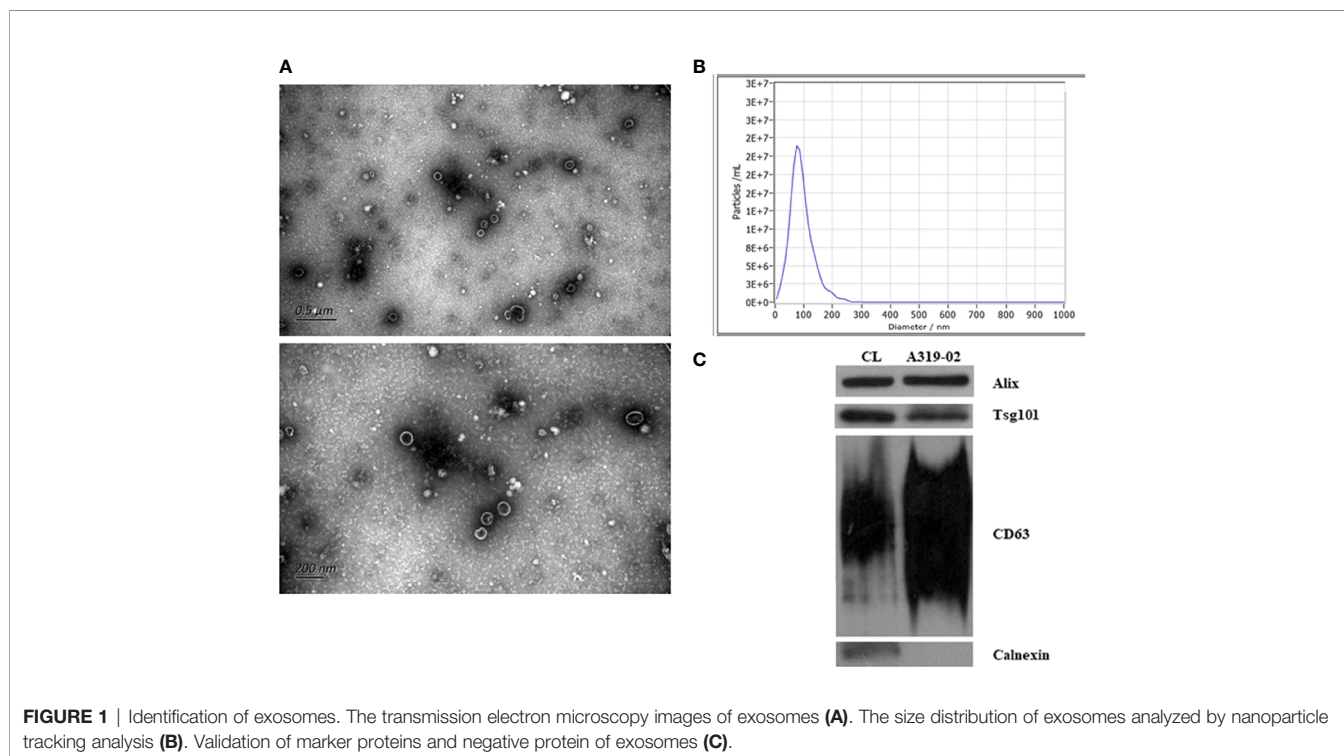 A
0.5 µm
200 nm
B
Particles /mL
3E+7
3E+7
3E+7
2E+7
2E+7
2E+7
2E+7
1E+7
1E+7
8E+6
5E+6
3E+6
0E+0
0 100 200 300 400 500 600 700 800 900 1000
Diameter / nm
C
CL A319-02
Alix
Tsg101
CD63
Calnexin
FIGURE 1 | Identification of exosomes. The transmission electron microscopy images of exosomes (A). The size distribution of exosomes analyzed by nanoparticle
tracking analysis (B). Validation of marker proteins and negative protein of exosomes (C).